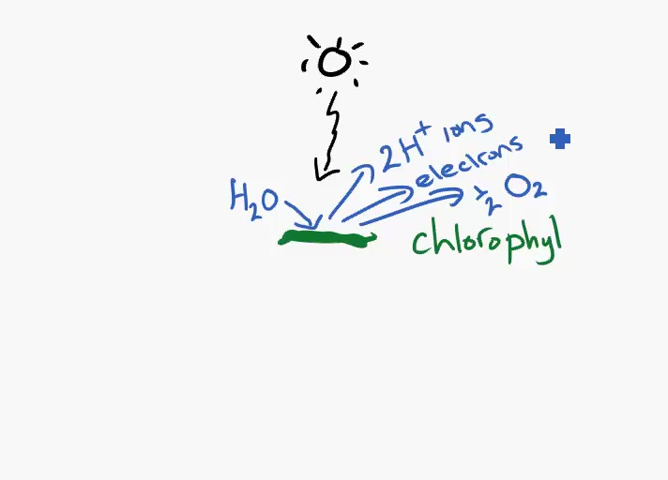 2H⁺ ions
electrons
H₂O
½ O₂
chlorophyl